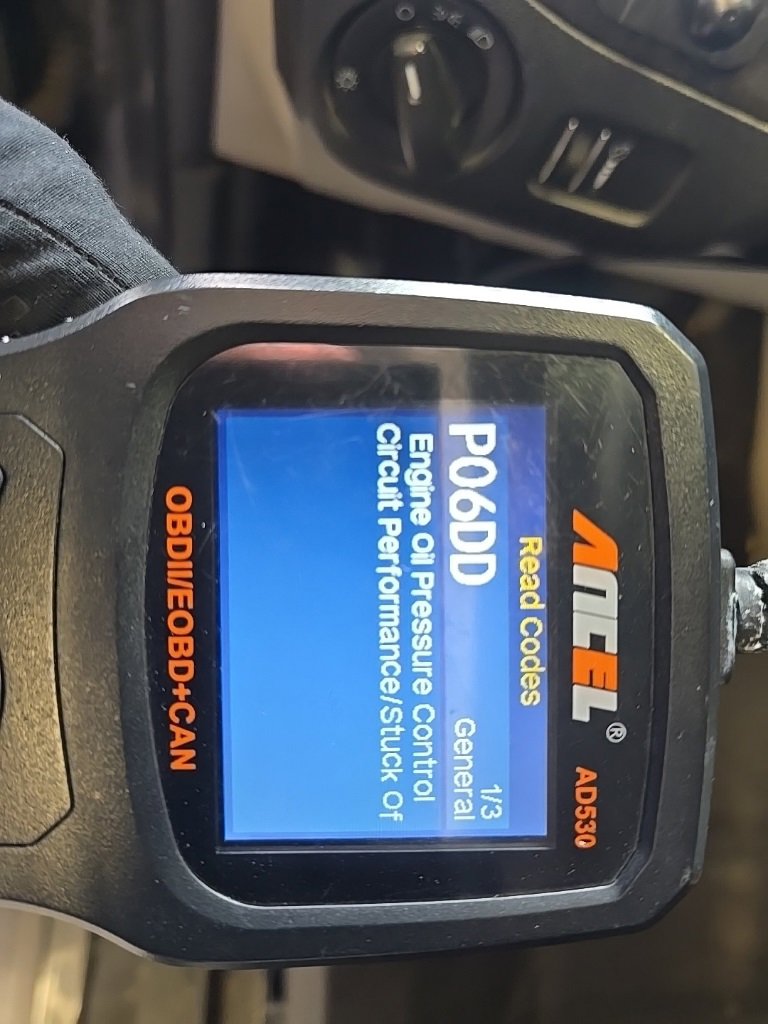 ANCEL® AD530
Read Codes
1/3
P06DD General
Engine Oil Pressure Control
Circuit Performance/Stuck Of
OBDII/EOBD+CAN